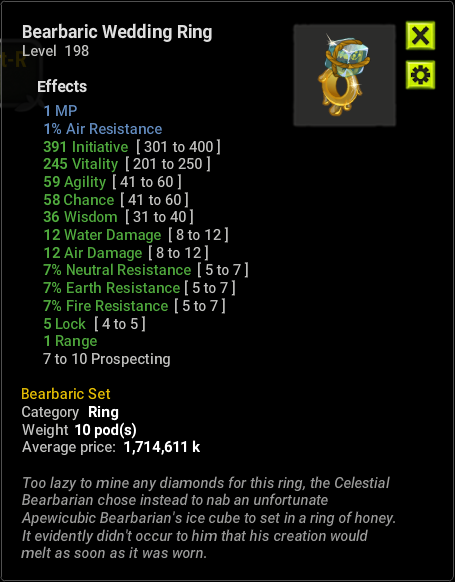 Bearbaric Wedding Ring
Level 198
Effects
1 MP
1% Air Resistance
391 Initiative [ 301 to 400 ]
245 Vitality [ 201 to 250 ]
59 Agility [ 41 to 60 ]
58 Chance [ 41 to 60 ]
36 Wisdom [ 31 to 40 ]
12 Water Damage [ 8 to 12 ]
12 Air Damage [ 8 to 12 ]
7% Neutral Resistance [ 5 to 7 ]
7% Earth Resistance [ 5 to 7 ]
7% Fire Resistance [ 5 to 7 ]
5 Lock [ 4 to 5 ]
1 Range
7 to 10 Prospecting
Bearbaric Set
Category Ring
Weight 10 pod(s)
Average price: 1,714,611 k
Too lazy to mine any diamonds for this ring, the Celestial
Bearbarian chose instead to nab an unfortunate
Apewicubic Bearbarian's ice cube to set in a ring of honey.
It evidently didn't occur to him that his creation would
melt as soon as it was worn.